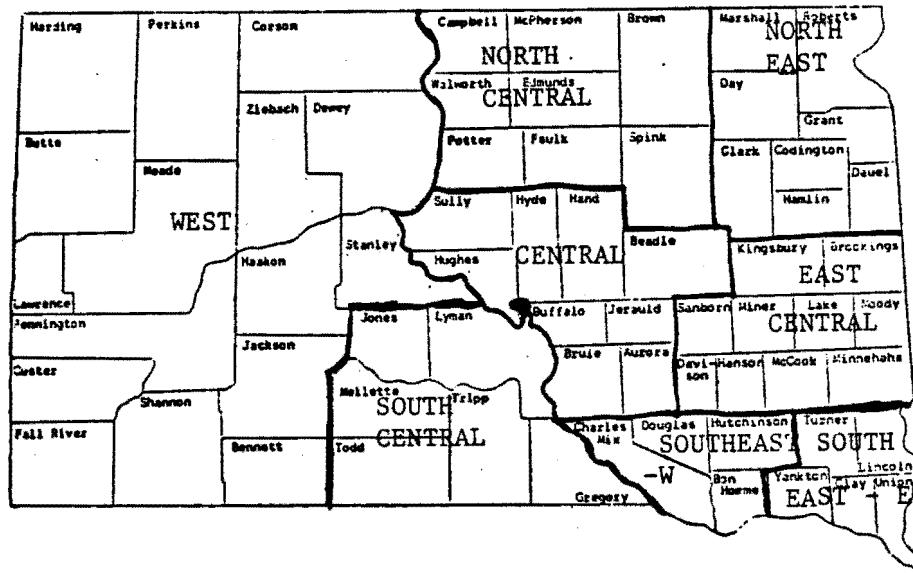 Harding
Perkins
Corson
Campbell
McPherson
Brown
Marshall
Roberts
NORTH
CENTRAL
NORTH
EAST
Walworth
Edmunds
Day
Ziebach
Dewey
Grant
Butte
Potter
Faulk
Spink
Clark
Codington
Meade
Deuel
Hamlin
Sully
Hyde
Hand
WEST
Stanley
Beadle
Kingsbury
Brookings
Haakon
Hughes
CENTRAL
EAST
CENTRAL
Lawrence
Pennington
Jones
Lyman
Buffalo
Jerauld
Sanborn
Miner
Lake
Moody
Custer
Jackson
Brule
Aurora
Davi-
son
Hanson
McCook
Minnehaha
Shannon
Mellette
Tripp
SOUTH
CENTRAL
Fall River
Bennett
Todd
Charles
Mix
Douglas
Hutchinson
Turner
SOUTHEAST
-W
SOUTH
EAST - E
Lincoln
Bon
Homme
Yankton
Clay
Union
Gregory